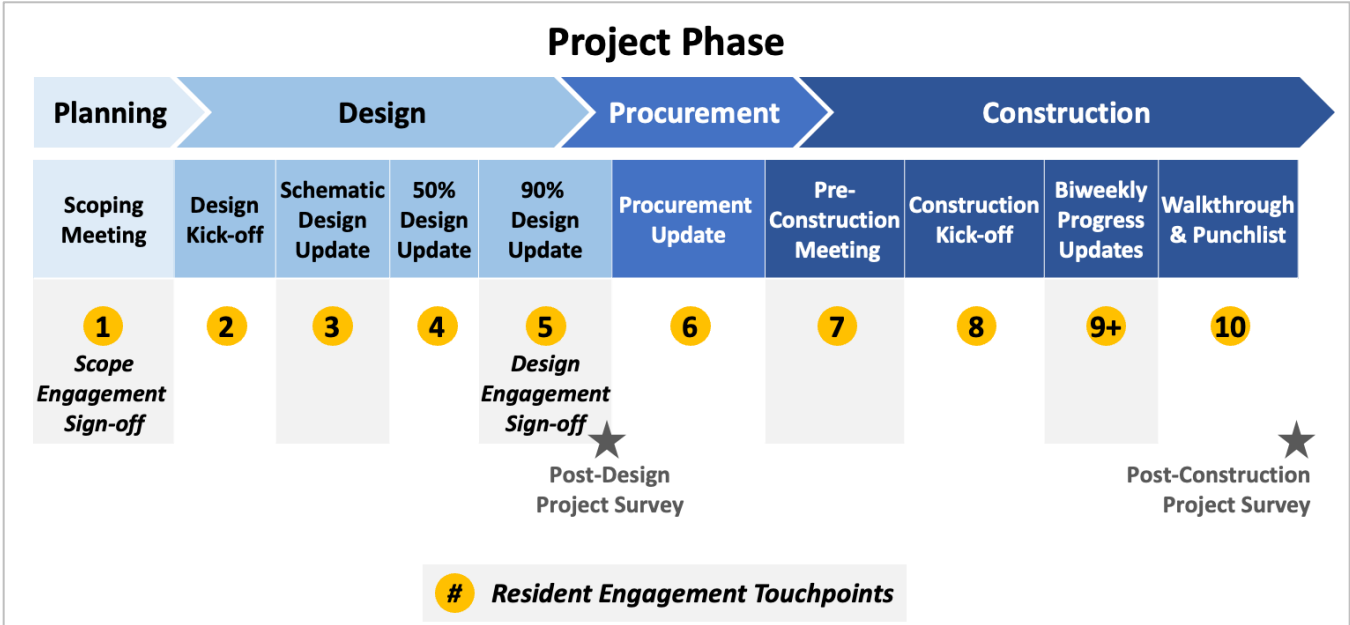 Project Phase
Planning
Design
Procurement
Construction
Scoping
Meeting
Design
Kick-off
Schematic
Design
Update
50%
Design
Update
90%
Design
Update
Procurement
Update
Pre-
Construction
Meeting
Construction
Kick-off
Biweekly
Progress
Updates
Walkthrough
& Punchlist
1
2
3
4
5
6
7
8
9+
10
Scope
Engagement
Sign-off
Design
Engagement
Sign-off
Post-Design
Project Survey
Post-Construction
Project Survey
# Resident Engagement Touchpoints